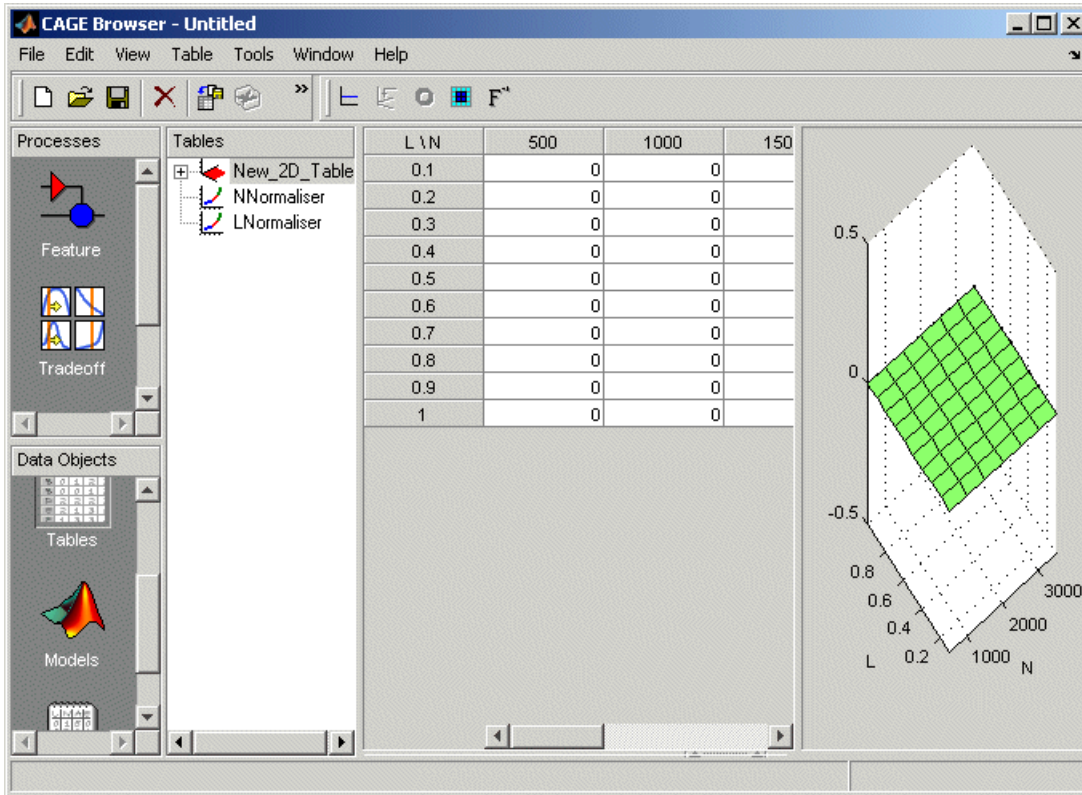 CAGE Browser - Untitled
File Edit View Table Tools Window Help
» F
Processes
Feature
Tradeoff
Data Objects
Tables
Models
Tables
New_2D_Table
NNormaliser
LNormaliser
L \ N 500 1000 150
0.1 0 0
0.2 0 0
0.3 0 0
0.4 0 0
0.5 0 0
0.6 0 0
0.7 0 0
0.8 0 0
0.9 0 0
1 0 0
0.5
0
-0.5
0.8
0.6
0.4
0.2
L
1000
2000
3000
N